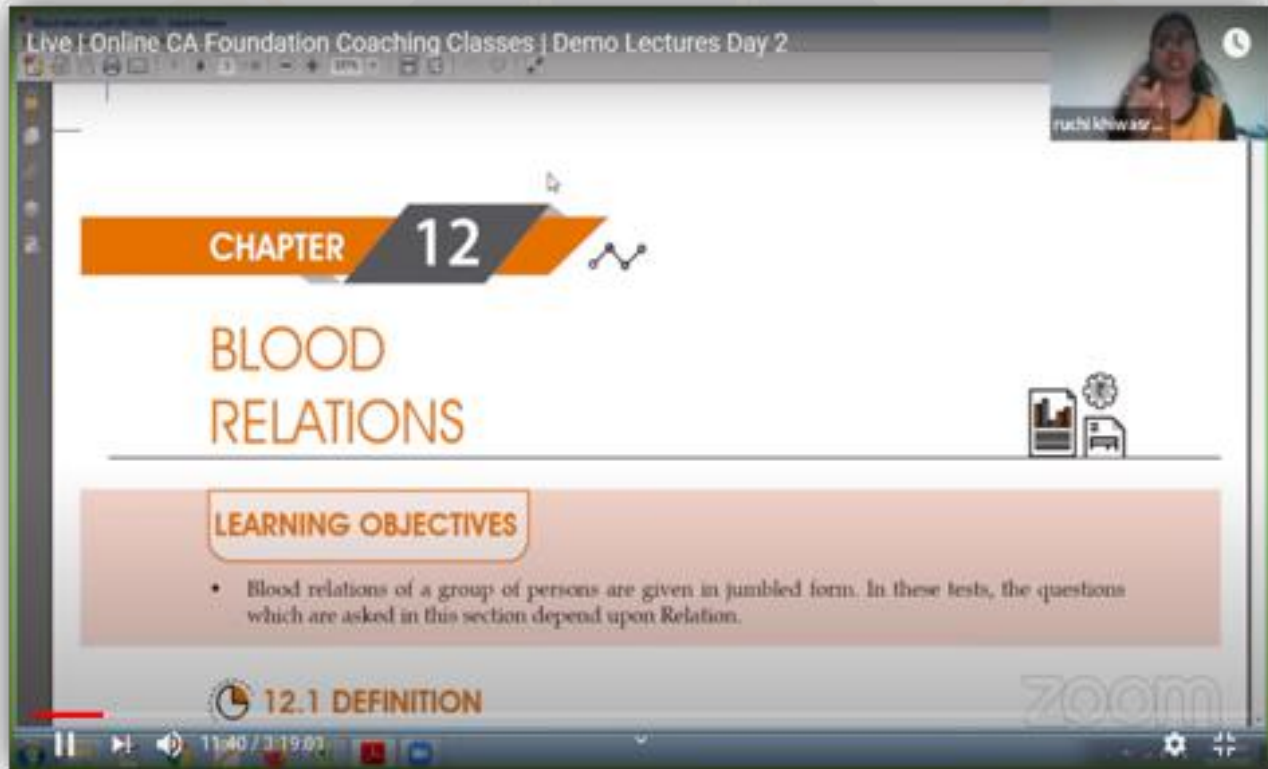 Live | Online CA Foundation Coaching Classes | Demo Lectures Day 2
ruchi khiwasr...
CHAPTER 12
BLOOD
RELATIONS
LEARNING OBJECTIVES
• Blood relations of a group of persons are given in jumbled form. In these tests, the questions
which are asked in this section depend upon Relation.
12.1 DEFINITION
zoom
11:40 / 3:19:01